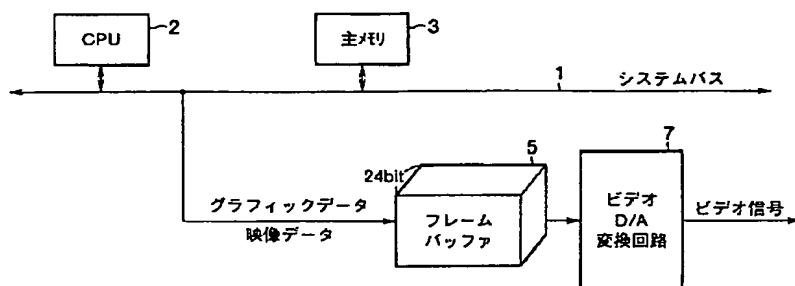 CPU
2
主メモリ
3
1
システムバス
5
7
24bit
グラフィックデータ
映像データ
フレーム
バッファ
ビデオ
D/A
変換回路
ビデオ信号